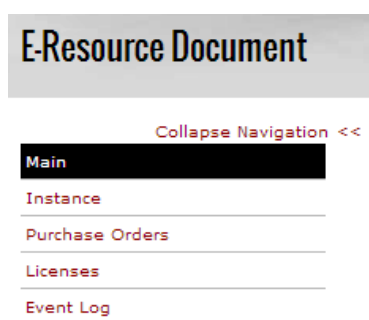 E-Resource Document
Collapse Navigation <<
Main
Instance
Purchase Orders
Licenses
Event Log